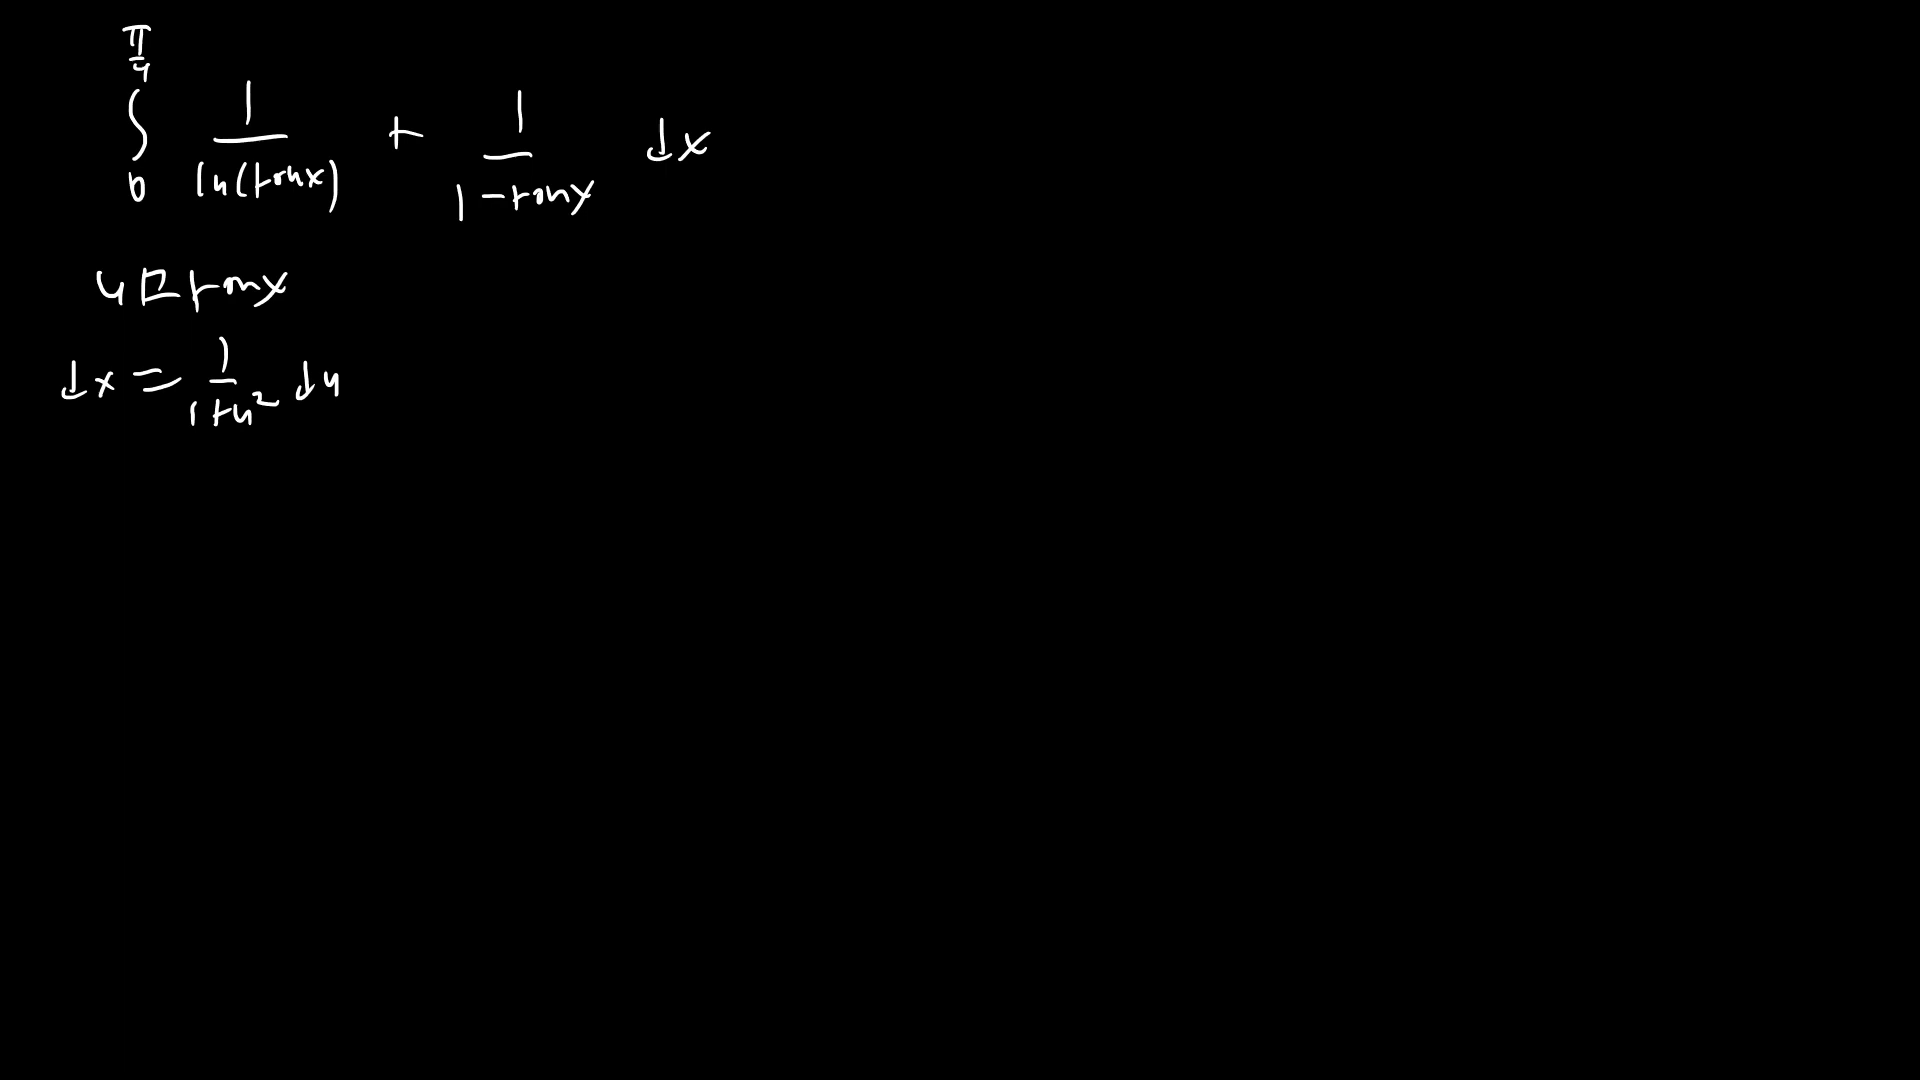 ∫₀^(π/4) 1/ln(tanx) + 1/(1-tanx) dx
u = tanx
dx = 1/(1+u²) du